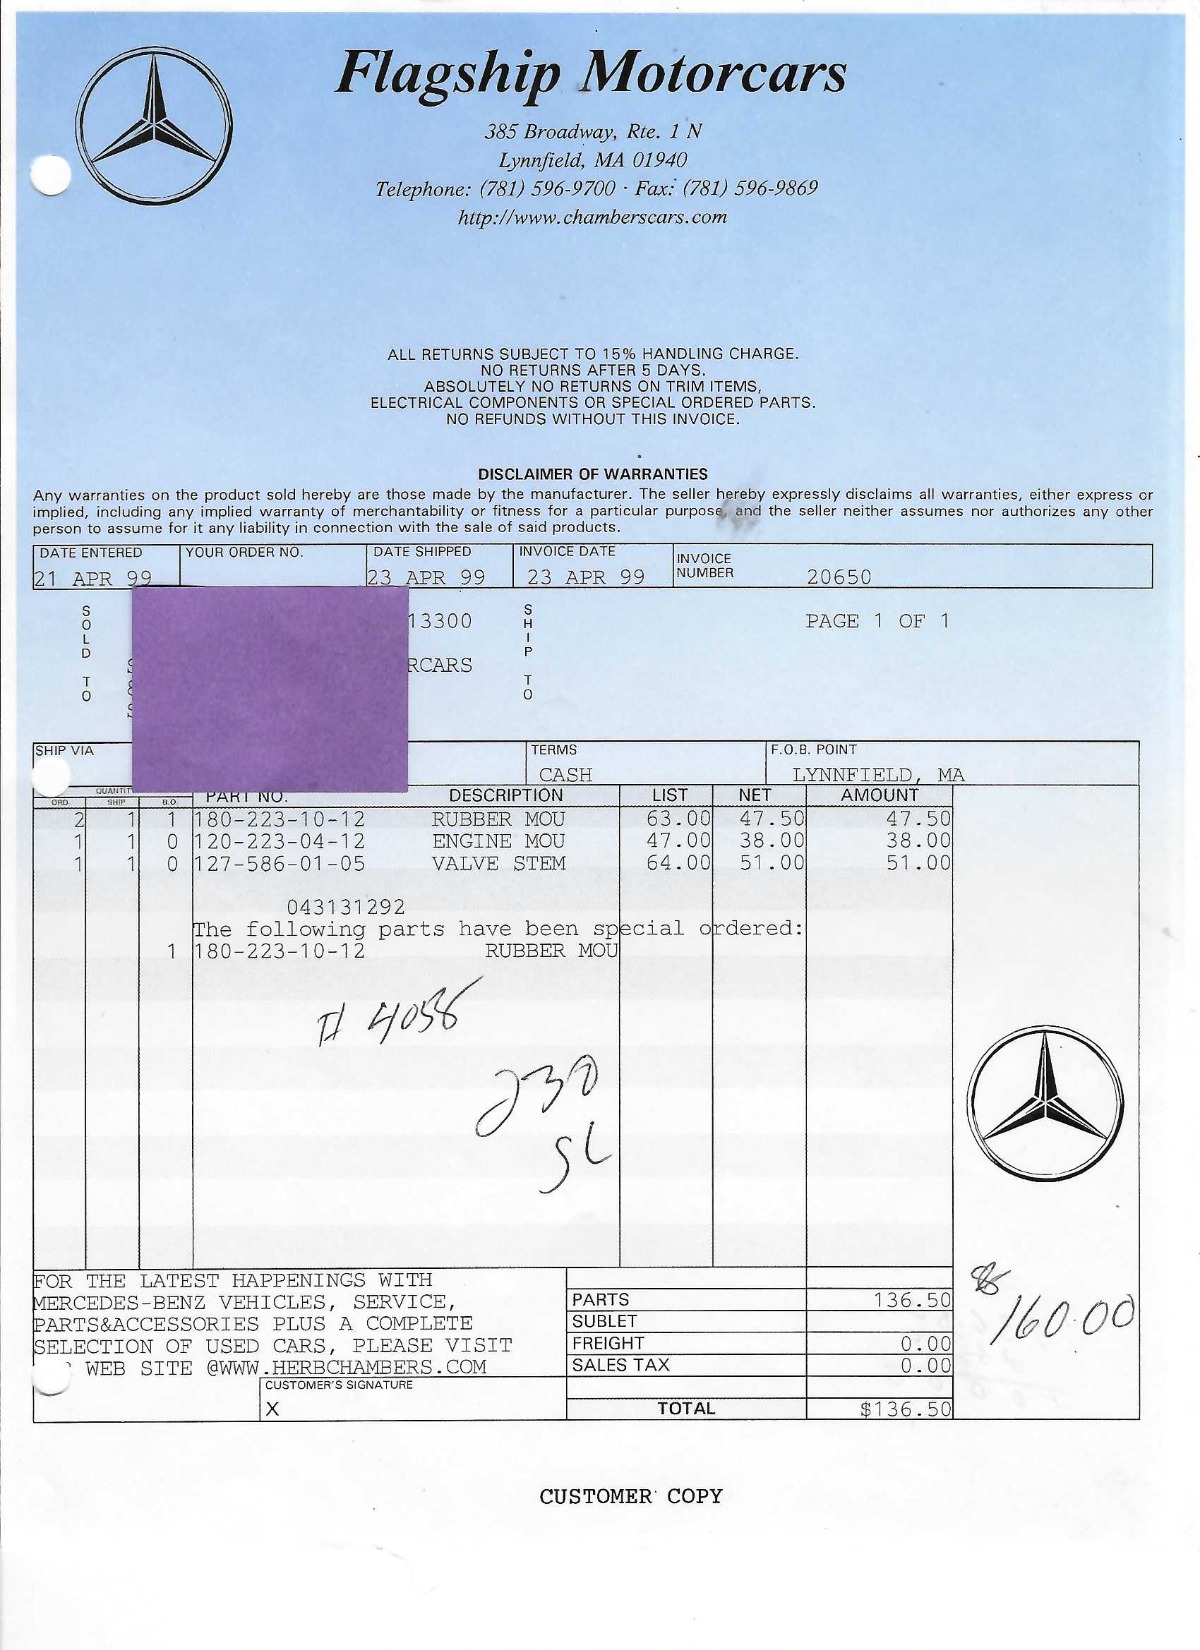 Flagship Motorcars
385 Broadway, Rte. 1 N
Lynnfield, MA 01940
Telephone: (781) 596-9700 · Fax: (781) 596-9869
http://www.chamberscars.com
ALL RETURNS SUBJECT TO 15% HANDLING CHARGE.
NO RETURNS AFTER 5 DAYS.
ABSOLUTELY NO RETURNS ON TRIM ITEMS,
ELECTRICAL COMPONENTS OR SPECIAL ORDERED PARTS.
NO REFUNDS WITHOUT THIS INVOICE.
DISCLAIMER OF WARRANTIES
Any warranties on the product sold hereby are those made by the manufacturer. The seller hereby expressly disclaims all warranties, either express or
implied, including any implied warranty of merchantability or fitness for a particular purpose, and the seller neither assumes nor authorizes any other
person to assume for it any liability in connection with the sale of said products.
DATE ENTERED YOUR ORDER NO. DATE SHIPPED INVOICE DATE INVOICE NUMBER
21 APR 99 23 APR 99 23 APR 99 20650
SOLD TO 13300 SHIP TO PAGE 1 OF 1
RCARS
SHIP VIA TERMS F.O.B. POINT
CASH LYNNFIELD, MA
QUANTIT
ORD. SHIP B.O. PART NO. DESCRIPTION LIST NET AMOUNT
2 1 1 180-223-10-12 RUBBER MOU 63.00 47.50 47.50
1 1 0 120-223-04-12 ENGINE MOU 47.00 38.00 38.00
1 1 0 127-586-01-05 VALVE STEM 64.00 51.00 51.00
043131292
The following parts have been special ordered:
1 180-223-10-12 RUBBER MOU
# 4058
230
SL
FOR THE LATEST HAPPENINGS WITH
MERCEDES-BENZ VEHICLES, SERVICE,
PARTS&ACCESSORIES PLUS A COMPLETE
SELECTION OF USED CARS, PLEASE VISIT
WEB SITE @WWW.HERBCHAMBERS.COM
CUSTOMER'S SIGNATURE
X
PARTS 136.50
SUBLET
FREIGHT 0.00
SALES TAX 0.00
TOTAL $136.50
$160.00
CUSTOMER COPY